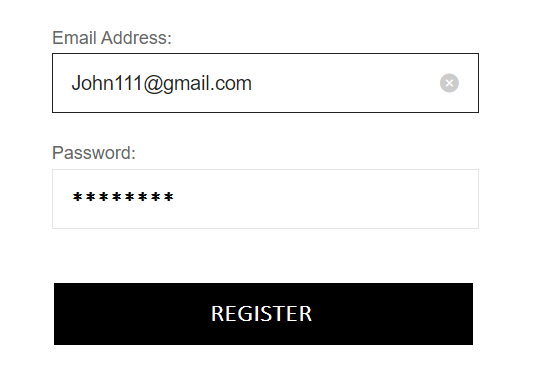 Email Address:
John111@gmail.com
Password:
********
REGISTER